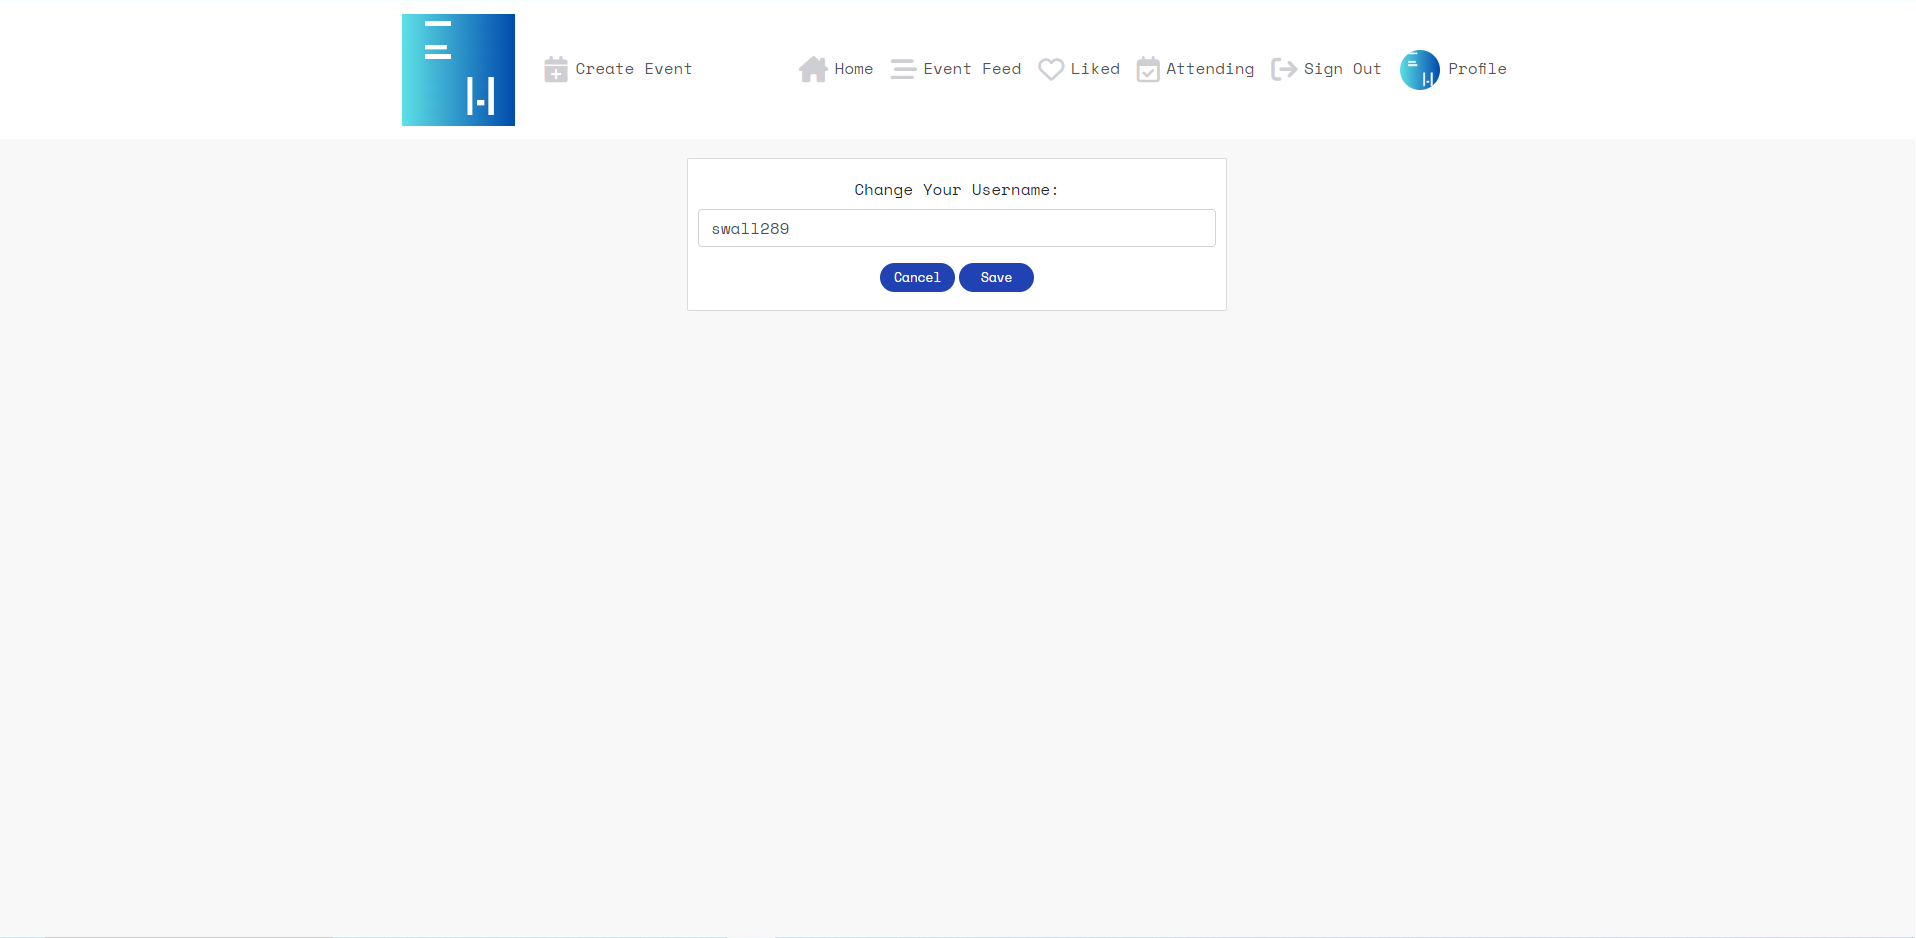 Create Event Home Event Feed Liked Attending Sign Out Profile
Change Your Username:
swall289
Cancel Save